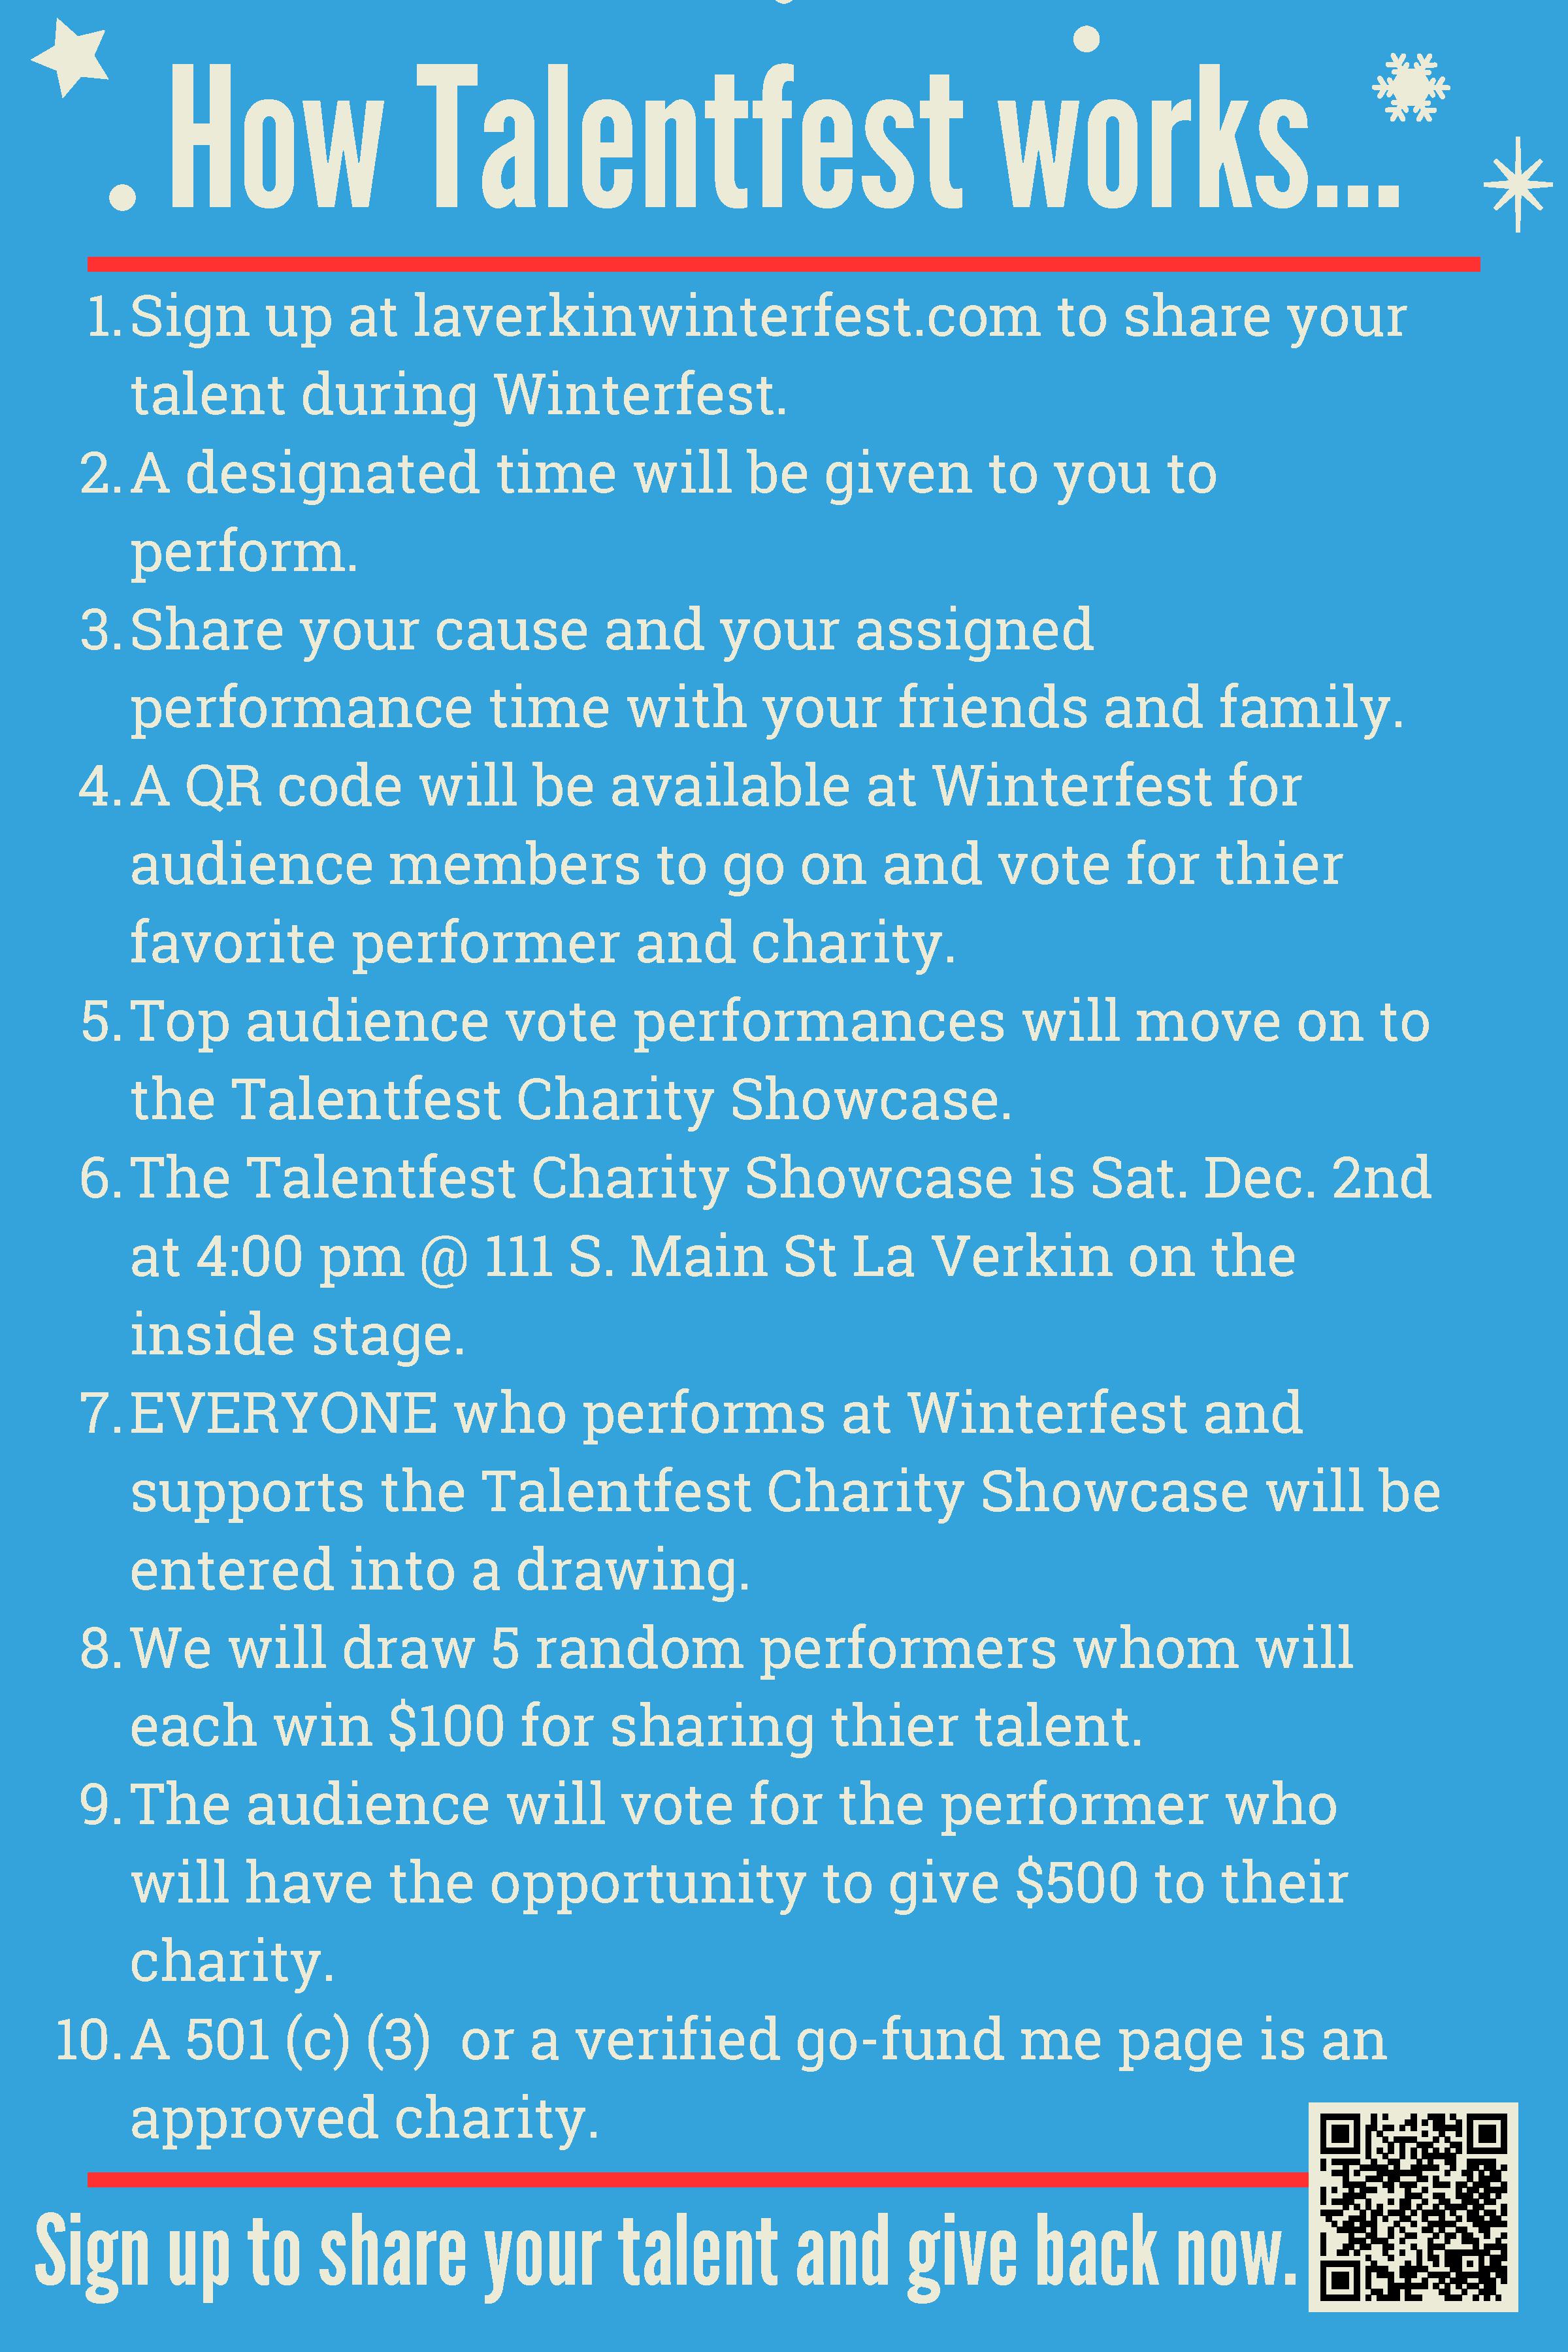 How Talentfest works...
1. Sign up at laverkinwinterfest.com to share your
talent during Winterfest.
2. A designated time will be given to you to
perform.
3. Share your cause and your assigned
performance time with your friends and family.
4. A QR code will be available at Winterfest for
audience members to go on and vote for thier
favorite performer and charity.
5. Top audience vote performances will move on to
the Talentfest Charity Showcase.
6. The Talentfest Charity Showcase is Sat. Dec. 2nd
at 4:00 pm @ 111 S. Main St La Verkin on the
inside stage.
7. EVERYONE who performs at Winterfest and
supports the Talentfest Charity Showcase will be
entered into a drawing.
8. We will draw 5 random performers whom will
each win $100 for sharing thier talent.
9. The audience will vote for the performer who
will have the opportunity to give $500 to their
charity.
10. A 501 (c) (3)  or a verified go-fund me page is an
approved charity.
Sign up to share your talent and give back now.